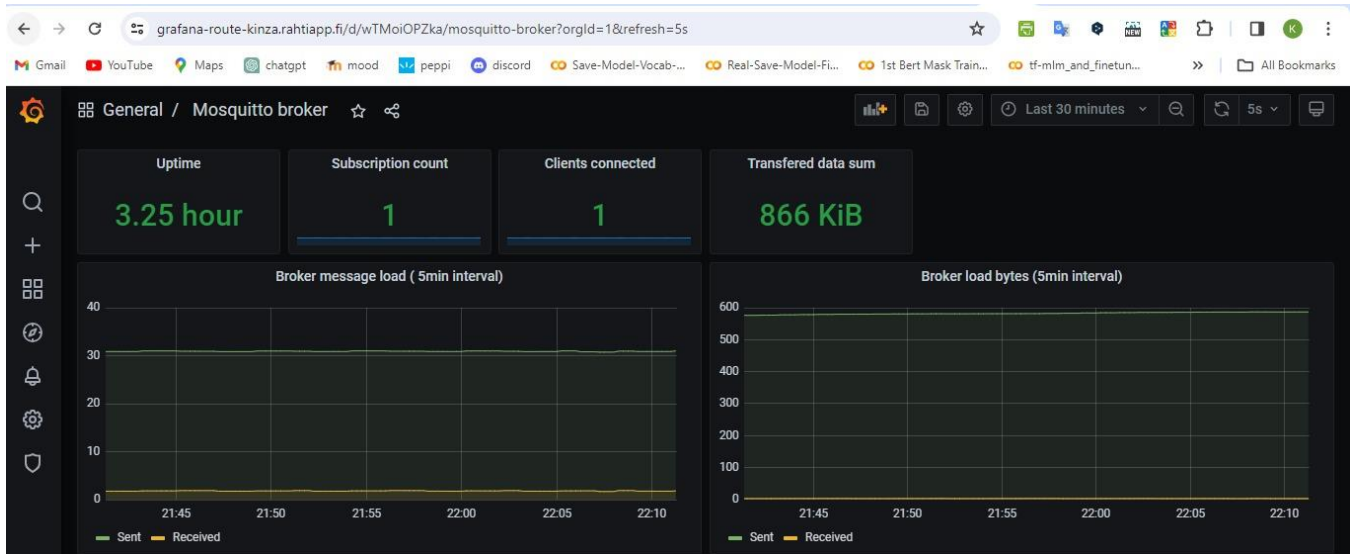 grafana-route-kinza.rahtiapp.fi/d/wTMoiOPZka/mosquitto-broker?orgId=1&refresh=5s
NEW
K
Gmail YouTube Maps chatgpt mood peppi discord Save-Model-Vocab-... Real-Save-Model-Fi... 1st Bert Mask Train... tf-mlm_and_finetun... » All Bookmarks
General / Mosquitto broker
Last 30 minutes
5s
Uptime
3.25 hour
Subscription count
1
Clients connected
1
Transfered data sum
866 KiB
Broker message load ( 5min interval)
40
30
20
10
0
21:45 21:50 21:55 22:00 22:05 22:10
Sent Received
Broker load bytes (5min interval)
600
500
400
300
200
100
0
21:45 21:50 21:55 22:00 22:05 22:10
Sent Received